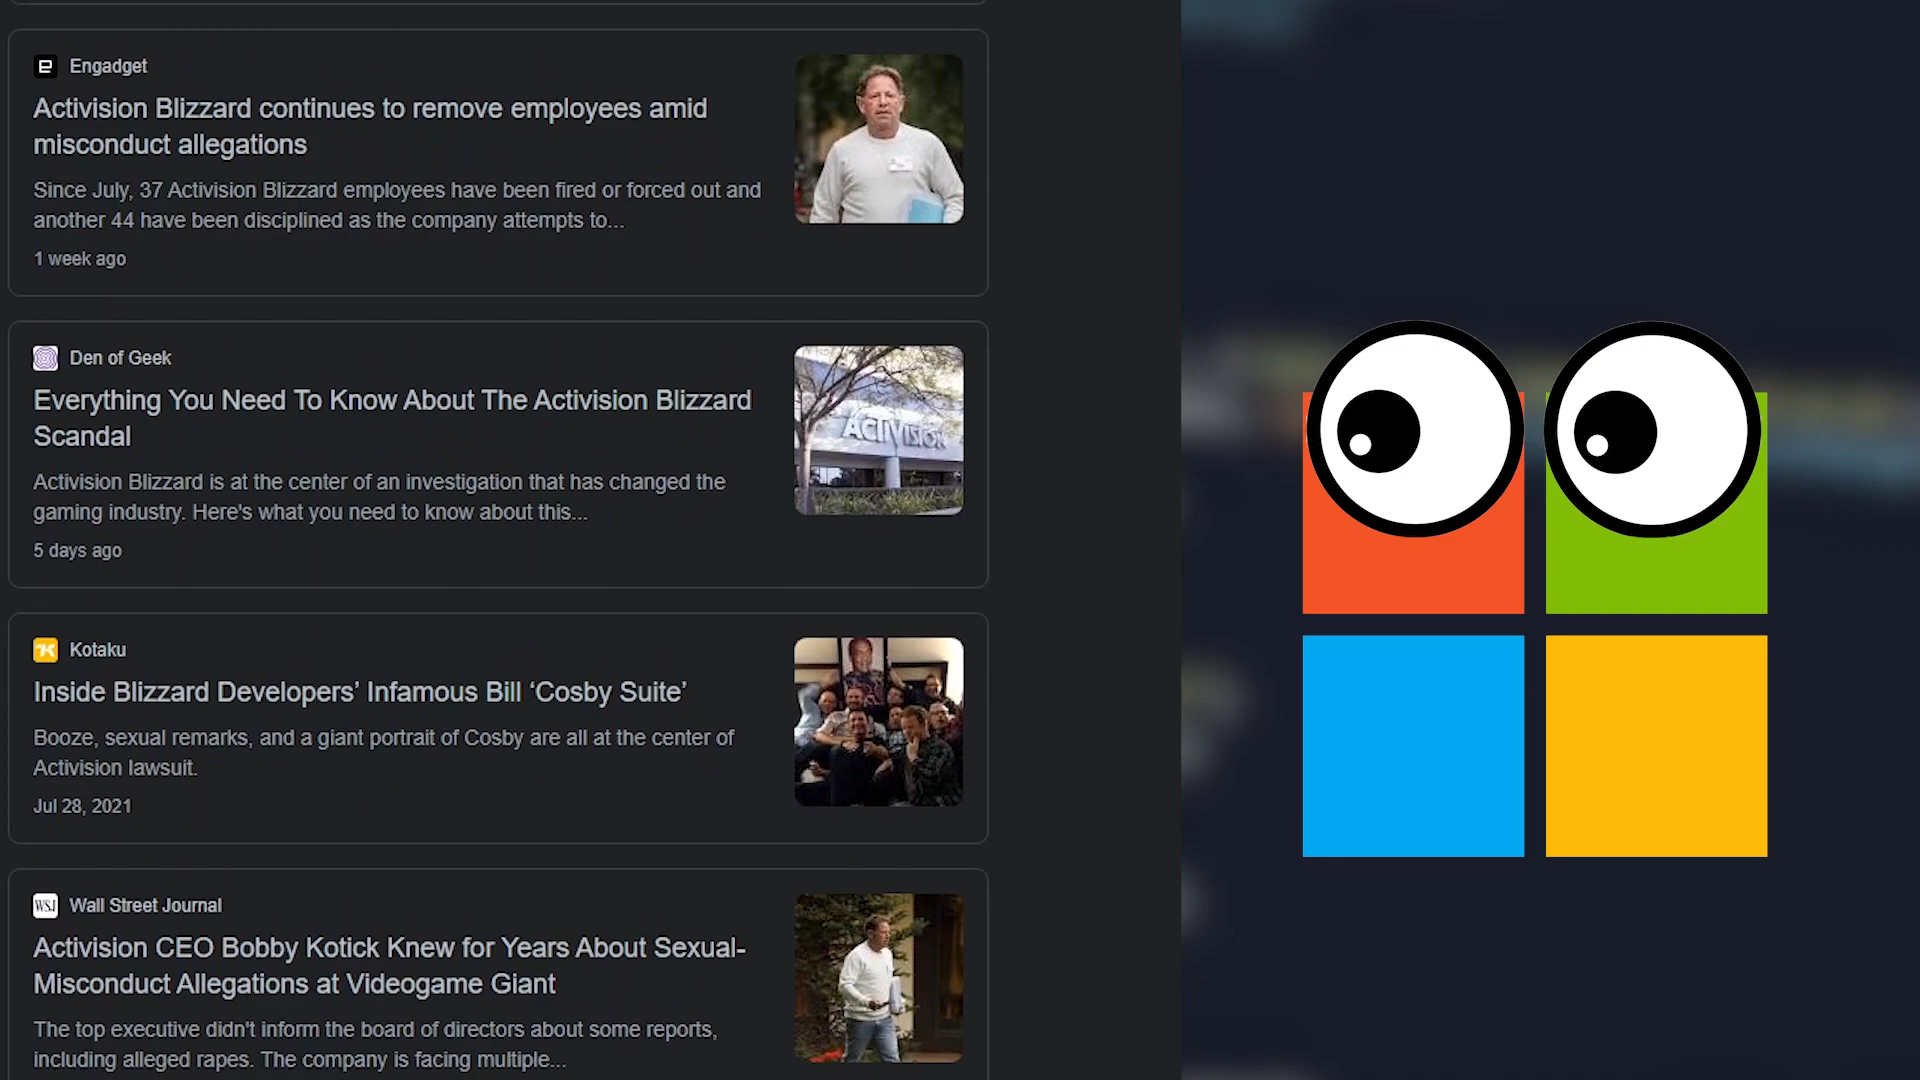 Engadget
Activision Blizzard continues to remove employees amid
misconduct allegations
Since July, 37 Activision Blizzard employees have been fired or forced out and
another 44 have been disciplined as the company attempts to...
1 week ago
Den of Geek
Everything You Need To Know About The Activision Blizzard
Scandal
Activision Blizzard is at the center of an investigation that has changed the
gaming industry. Here's what you need to know about this...
ACTIVISION
5 days ago
Kotaku
Inside Blizzard Developers’ Infamous Bill ‘Cosby Suite’
Booze, sexual remarks, and a giant portrait of Cosby are all at the center of
Activision lawsuit.
Jul 28, 2021
WSJ
Wall Street Journal
Activision CEO Bobby Kotick Knew for Years About Sexual-
Misconduct Allegations at Videogame Giant
The top executive didn't inform the board of directors about some reports,
including alleged rapes. The company is facing multiple...